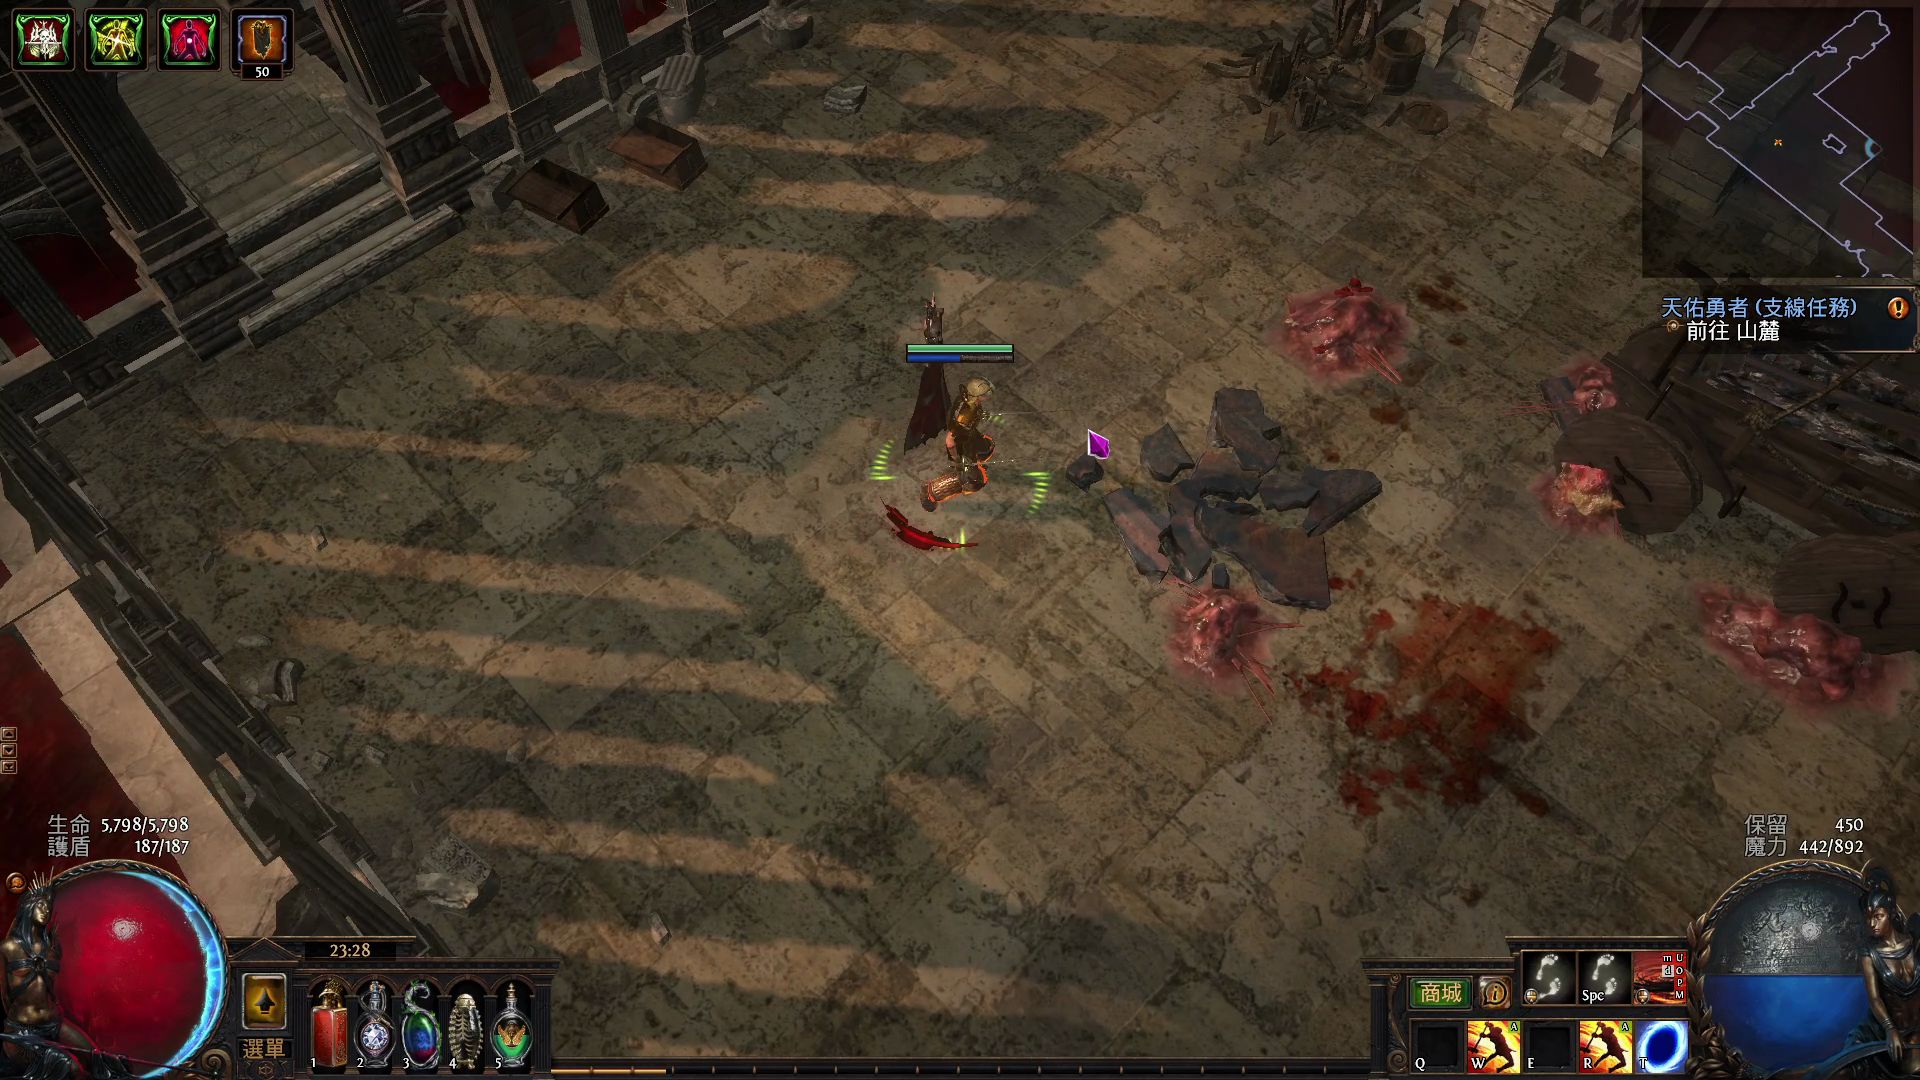 50
天佑勇者 (支線任務)
前往 山麓
生命 5,798/5,798
護盾 187/187
保留 450
魔力 442/892
23:28
選單
1
2
3
4
5
商城
Spc
m U
d O
P
M
Q
W A
E
R A
T